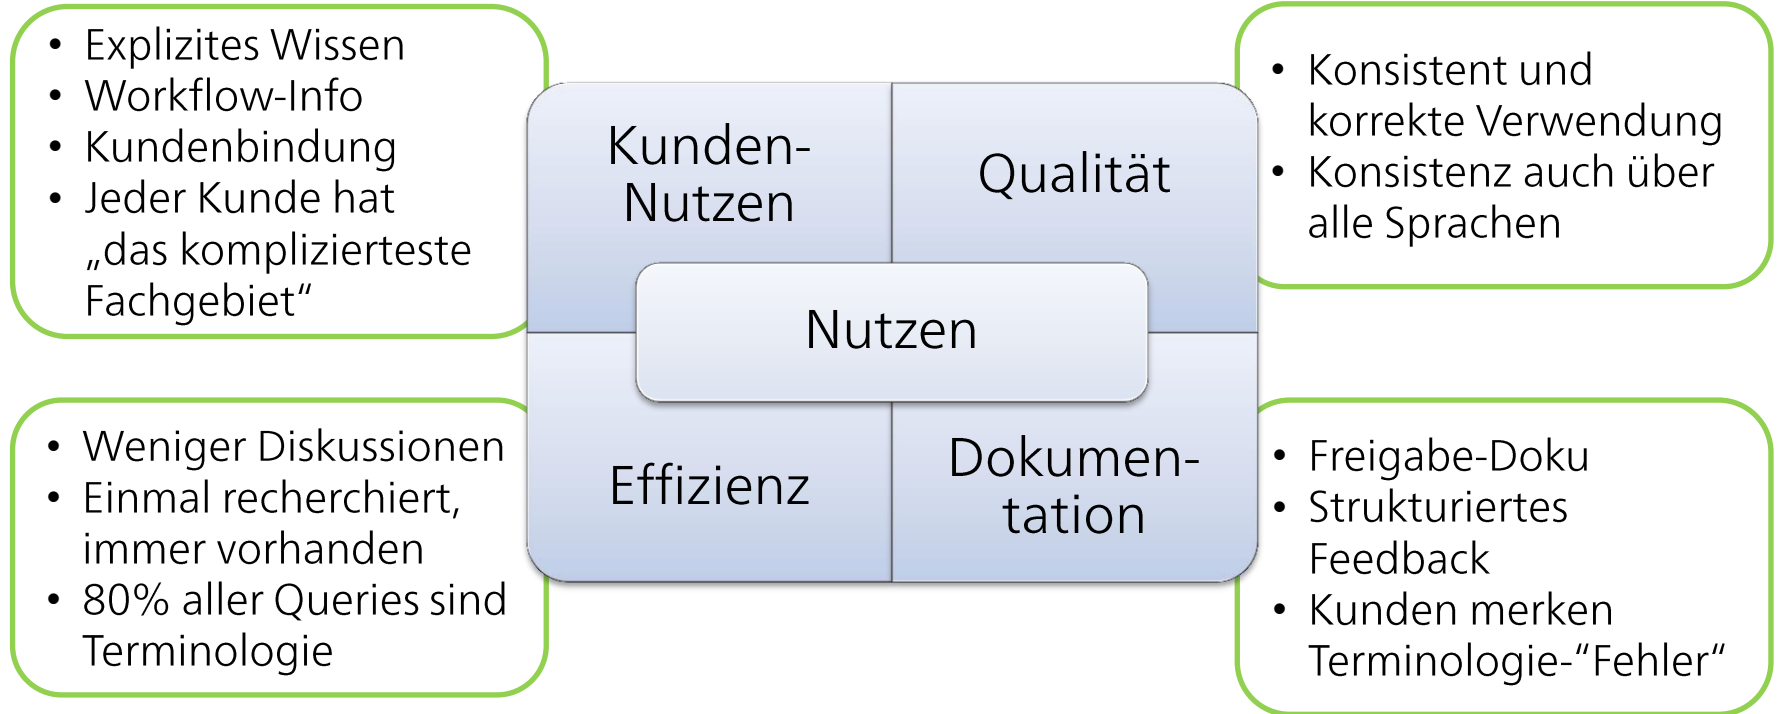 • Explizites Wissen
• Workflow-Info
• Kundenbindung
• Jeder Kunde hat
„das komplizierteste
Fachgebiet“
Kunden-
Nutzen
Qualität
• Konsistent und
korrekte Verwendung
• Konsistenz auch über
alle Sprachen
Nutzen
• Weniger Diskussionen
• Einmal recherchiert,
immer vorhanden
• 80% aller Queries sind
Terminologie
Effizienz
Dokumen-
tation
• Freigabe-Doku
• Strukturiertes
Feedback
• Kunden merken
Terminologie-“Fehler“